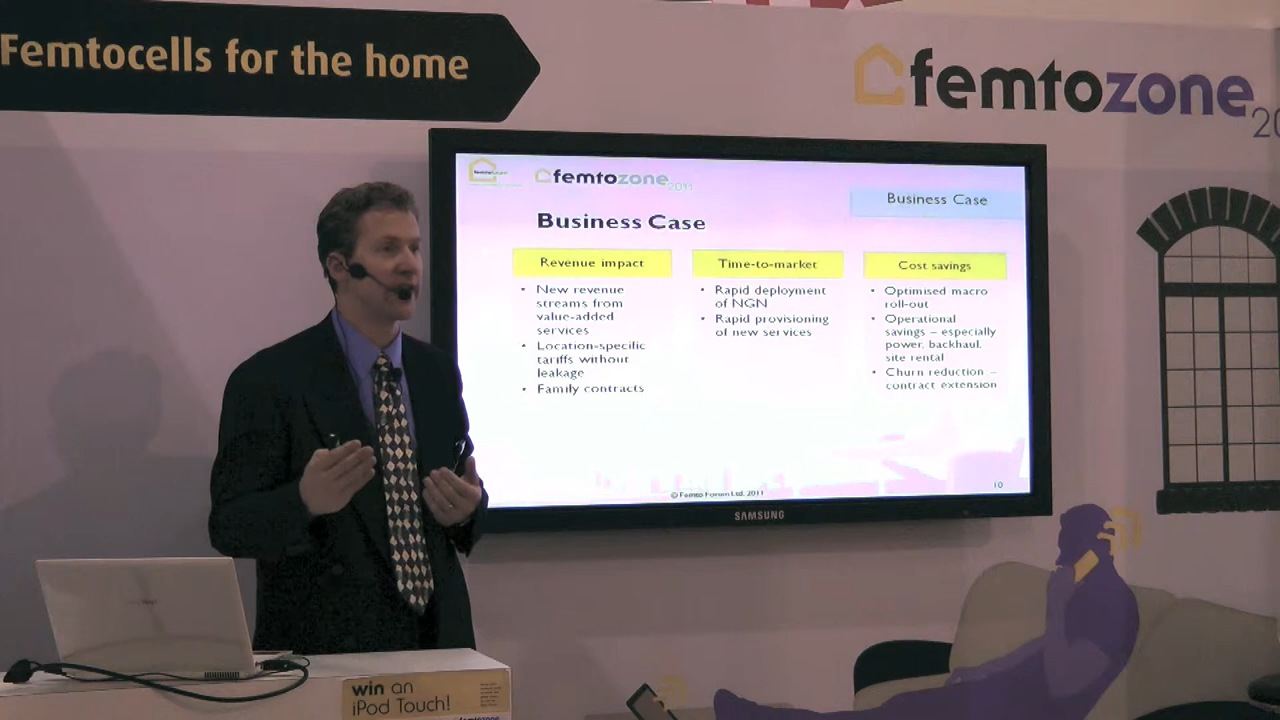 Femtocells for the home
femtozone
femtozone 2011
Business Case
Business Case
Revenue impact
• New revenue
streams from
value-added
services
• Location-specific
tariffs without
leakage
• Family contracts
Time-to-market
• Rapid deployment
of NGN
• Rapid provisioning
of new services
Cost savings
• Optimised macro
roll-out
• Operational
savings – especially
power, backhaul,
site rental
• Churn reduction –
contract extension
© Femto Forum Ltd. 2011
10
SAMSUNG
win an
iPod Touch!
femtozone